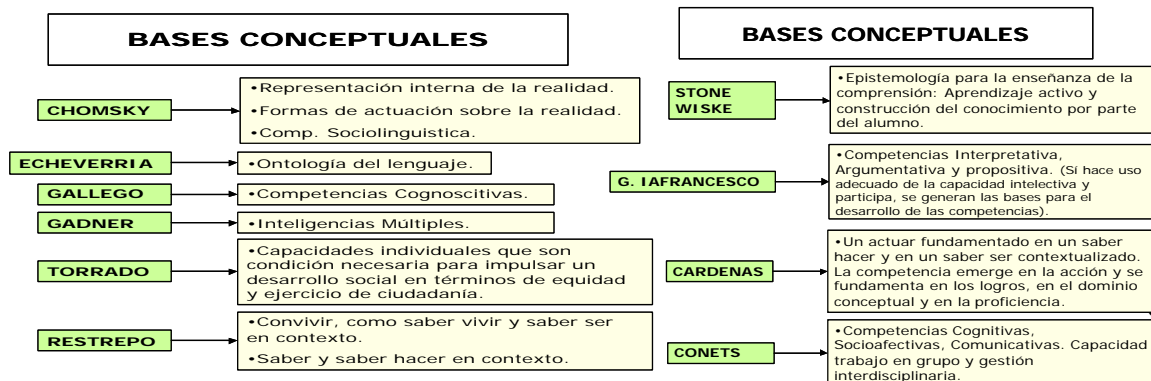 BASES CONCEPTUALES
CHOMSKY
•Representación interna de la realidad.
•Formas de actuación sobre la realidad.
•Comp. Sociolinguistica.
ECHEVERRIA
•Ontología del lenguaje.
GALLEGO
•Competencias Cognoscitivas.
GADNER
•Inteligencias Múltiples.
TORRADO
•Capacidades individuales que son
condición necesaria para impulsar un
desarrollo social en términos de equidad
y ejercicio de ciudadanía.
RESTREPO
•Convivir, como saber vivir y saber ser
en contexto.
•Saber y saber hacer en contexto.
BASES CONCEPTUALES
STONE
WISKE
•Epistemología para la enseñanza de la
comprensión: Aprendizaje activo y
construcción del conocimiento por parte
del alumno.
G. IAFRANCESCO
•Competencias Interpretativa,
Argumentativa y propositiva. (Sí hace uso
adecuado de la capacidad intelectiva y
participa, se generan las bases para el
desarrollo de las competencias).
CARDENAS
•Un actuar fundamentado en un saber
hacer y en un saber ser contextualizado.
La competencia emerge en la acción y se
fundamenta en los logros, en el dominio
conceptual y en la proficiencia.
CONETS
•Competencias Cognitivas,
Socioafectivas, Comunicativas. Capacidad
trabajo en grupo y gestión
interdisciplinaria.